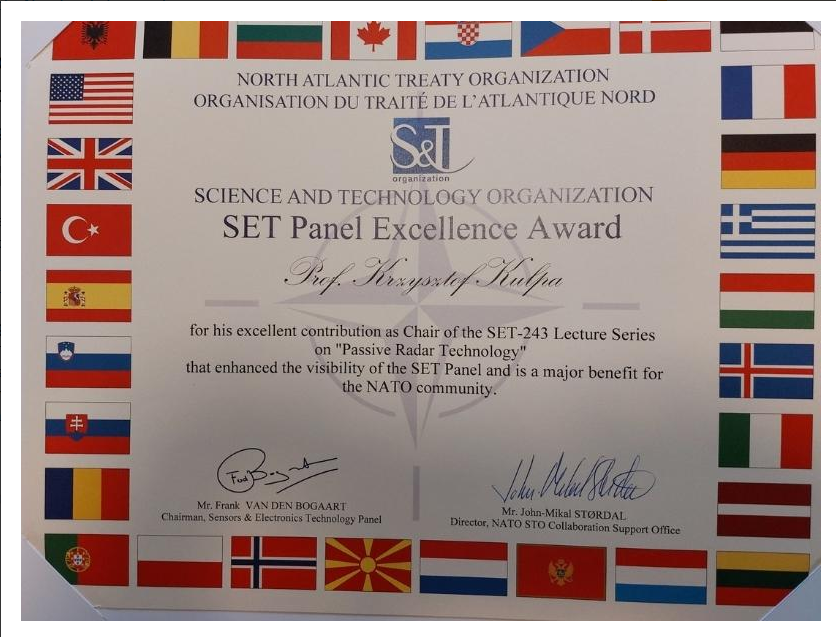 NORTH ATLANTIC TREATY ORGANIZATION
ORGANISATION DU TRAITÉ DE L'ATLANTIQUE NORD
S&T
organization
SCIENCE AND TECHNOLOGY ORGANIZATION
SET Panel Excellence Award
Prof. Krzysztof Kulpa
for his excellent contribution as Chair of the SET-243 Lecture Series
on "Passive Radar Technology"
that enhanced the visibility of the SET Panel and is a major benefit for
the NATO community.
Mr. Frank VAN DEN BOGAART
Chairman, Sensors & Electronics Technology Panel
Mr. John-Mikal STØRDAL
Director, NATO STO Collaboration Support Office